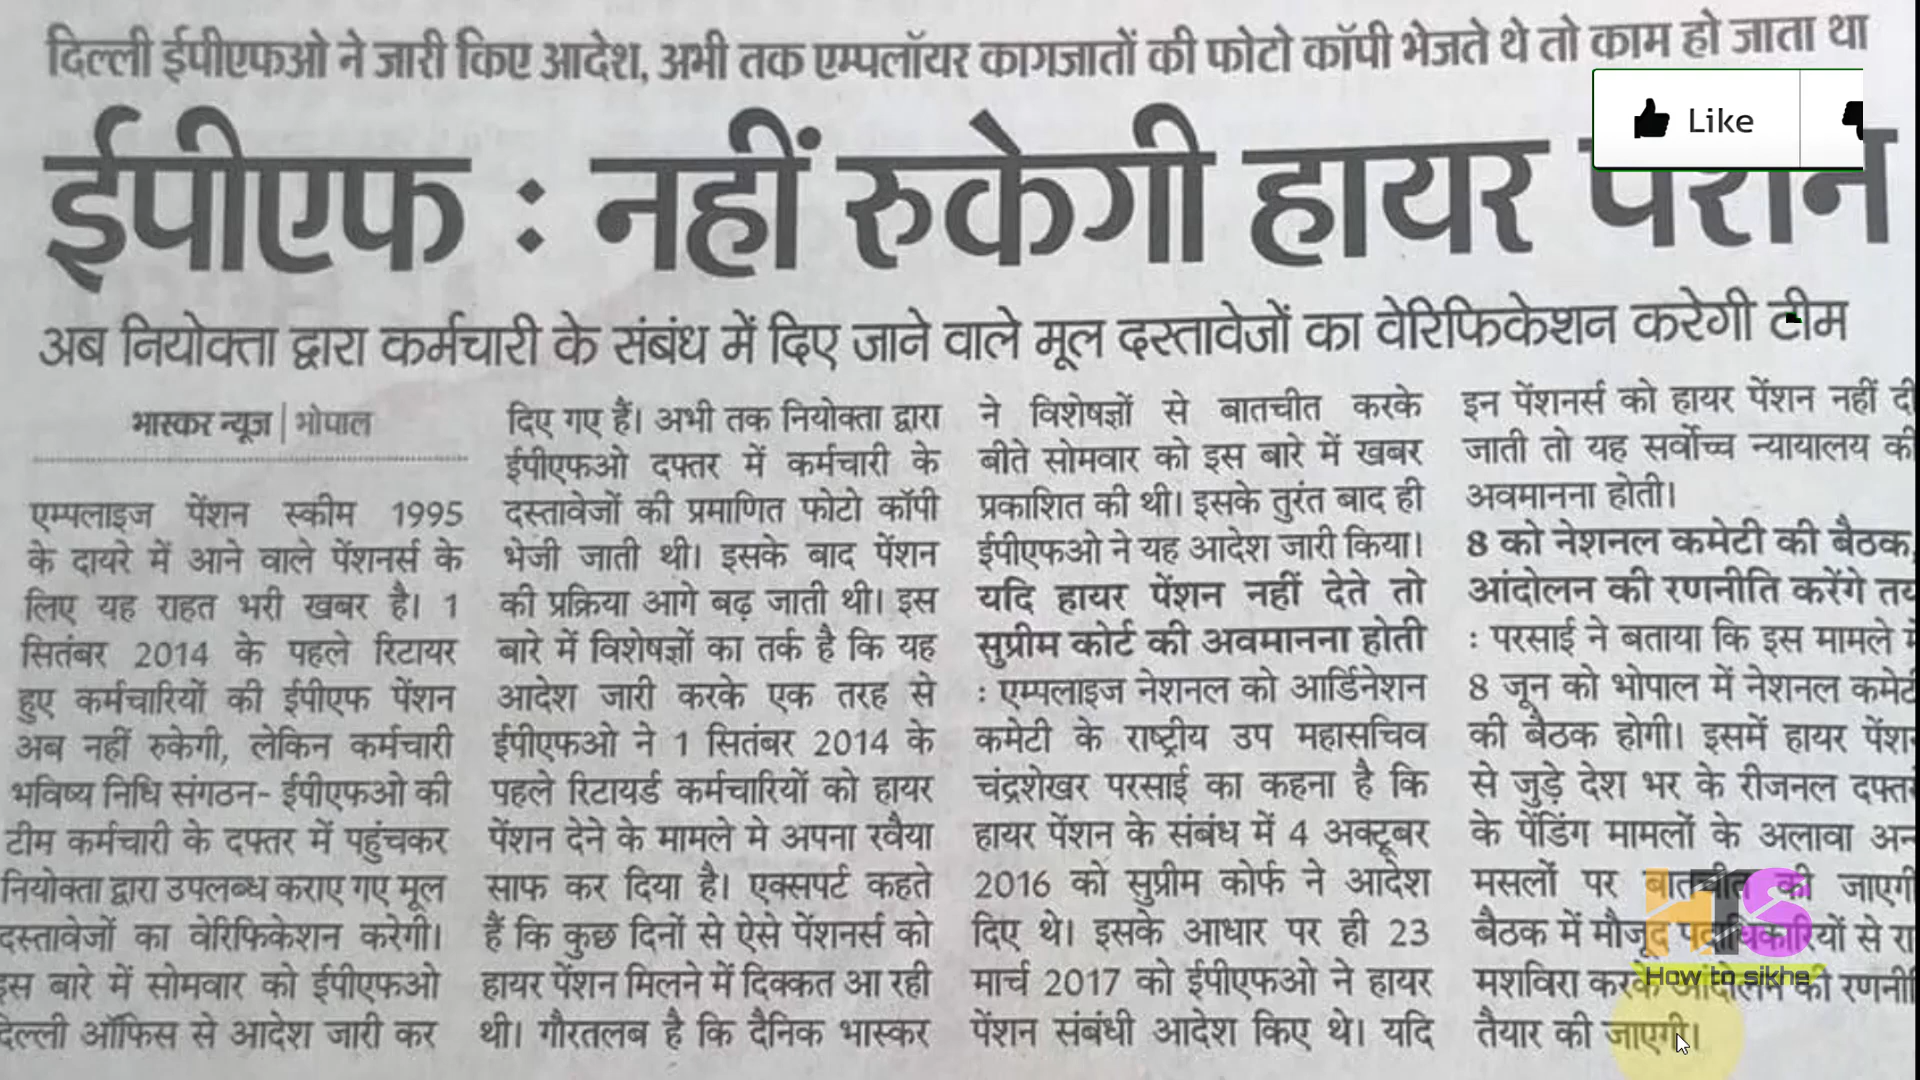 दिल्ली ईपीएफओ ने जारी किए आदेश, अभी तक एम्पलॉयर कागजातों की फोटो कॉपी भेजते थे तो काम हो जाता था
Like
ईपीएफ : नहीं रुकेगी हायर
अब नियोक्ता द्वारा कर्मचारी के संबंध में दिए जाने वाले मूल दस्तावेजों का वेरिफिकेशन करेगी टीम
भास्कर न्यूज | भोपाल
एम्पलाइज पेंशन स्कीम 1995
के दायरे में आने वाले पेंशनर्स के
लिए यह राहत भरी खबर है। 1
सितंबर 2014 के पहले रिटायर
हुए कर्मचारियों की ईपीएफ पेंशन
अब नहीं रुकेगी, लेकिन कर्मचारी
भविष्य निधि संगठन- ईपीएफओ की
टीम कर्मचारी के दफ्तर में पहुंचकर
नियोक्ता द्वारा उपलब्ध कराए गए मूल
दस्तावेजों का वेरिफिकेशन करेगी।
इस बारे में सोमवार को ईपीएफओ
दिल्ली ऑफिस से आदेश जारी कर
दिए गए हैं। अभी तक नियोक्ता द्वारा
ईपीएफओ दफ्तर में कर्मचारी के
दस्तावेजों की प्रमाणित फोटो कॉपी
भेजी जाती थी। इसके बाद पेंशन
की प्रक्रिया आगे बढ़ जाती थी। इस
बारे में विशेषज्ञों का तर्क है कि यह
आदेश जारी करके एक तरह से
ईपीएफओ ने 1 सितंबर 2014 के
पहले रिटायर्ड कर्मचारियों को हायर
पेंशन देने के मामले मे अपना रवैया
साफ कर दिया है। एक्सपर्ट कहते
हैं कि कुछ दिनों से ऐसे पेंशनर्स को
हायर पेंशन मिलने में दिक्कत आ रही
थी। गौरतलब है कि दैनिक भास्कर
ने विशेषज्ञों से बातचीत करके
बीते सोमवार को इस बारे में खबर
प्रकाशित की थी। इसके तुरंत बाद ही
ईपीएफओ ने यह आदेश जारी किया।
यदि हायर पेंशन नहीं देते तो
सुप्रीम कोर्ट की अवमानना होती
: एम्पलाइज नेशनल को आर्डिनेशन
कमेटी के राष्ट्रीय उप महासचिव
चंद्रशेखर परसाई का कहना है कि
हायर पेंशन के संबंध में 4 अक्टूबर
2016 को सुप्रीम कोर्फ ने आदेश
दिए थे। इसके आधार पर ही 23
मार्च 2017 को ईपीएफओ ने हायर
पेंशन संबंधी आदेश किए थे। यदि
इन पेंशनर्स को हायर पेंशन नहीं दी
जाती तो यह सर्वोच्च न्यायालय की
अवमानना होती।
8 को नेशनल कमेटी की बैठक,
आंदोलन की रणनीति करेंगे
: परसाई ने बताया कि इस मामले में
8 जून को भोपाल में नेशनल
की बैठक होगी। इसमें हायर
से जुड़े देश भर के रीजनल
के पेंडिंग मामलों के अलावा
मसलों पर बातचीत की जाएगी
बैठक में मौजूद पदाधिकारियों से
मशविरा करके आंदोलन की
तैयार की जाएगी।
HTS
How to sikhe